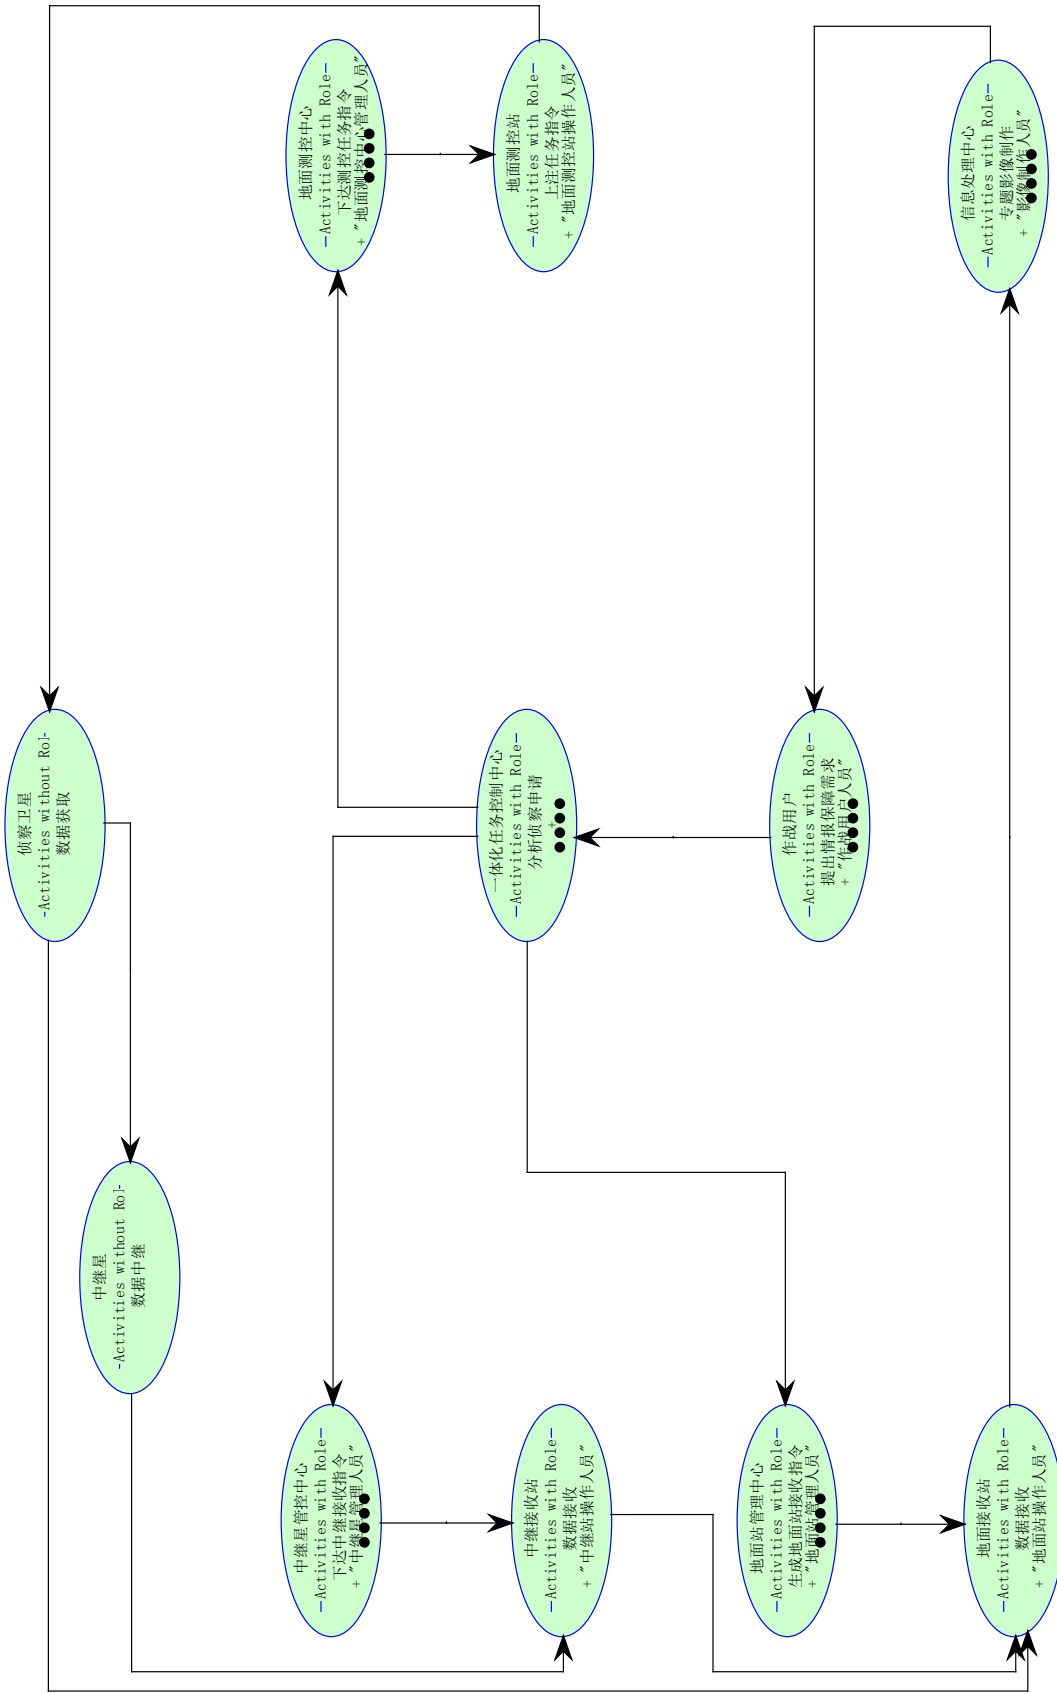 侦察卫星
-Activities without Rol-
数据获取
中继星
-Activities without Rol-
数据中继
地面测控中心
—Activities with Role—
下达测控任务指令
+ "地面测控中心管理人员"
地面测控站
—Activities with Role—
上注任务指令
+ "地面测控站操作人员"
一体化任务控制中心
—Activities with Role—
分析侦察申请
+
中继星管控中心
—Activities with Role—
下达中继接收指令
+ "中继星管理人员"
中继接收站
—Activities with Role—
数据接收
+ "中继站操作人员"
作战用户
—Activities with Role—
提出情报保障需求
+ "作战用户人员"
地面站管理中心
—Activities with Role—
生成地面站接收指令
+ "地面站管理人员"
信息处理中心
—Activities with Role—
专题影像制作
+ "影像制作人员"
地面接收站
—Activities with Role—
数据接收
+ "地面站操作人员"